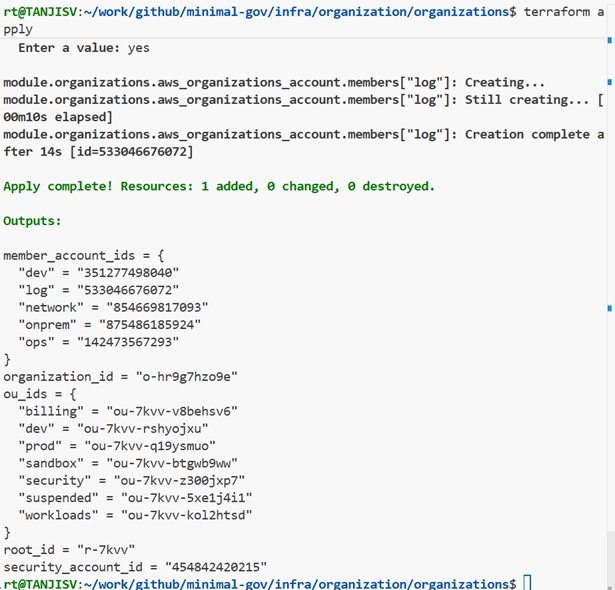 rt@TANJISV:~/work/github/minimal-gov/infra/organization/organizations$ terraform a
pply
  Enter a value: yes

module.organizations.aws_organizations_account.members["log"]: Creating...
module.organizations.aws_organizations_account.members["log"]: Still creating... [
00m10s elapsed]
module.organizations.aws_organizations_account.members["log"]: Creation complete a
fter 14s [id=533046676072]

Apply complete! Resources: 1 added, 0 changed, 0 destroyed.

Outputs:

member_account_ids = {
  "dev" = "351277498040"
  "log" = "533046676072"
  "network" = "854669817093"
  "onprem" = "875486185924"
  "ops" = "142473567293"
}
organization_id = "o-hr9g7hzo9e"
ou_ids = {
  "billing" = "ou-7kvv-v8behsv6"
  "dev" = "ou-7kvv-rshyojxu"
  "prod" = "ou-7kvv-q19ysmuo"
  "sandbox" = "ou-7kvv-btgwb9ww"
  "security" = "ou-7kvv-z300jxp7"
  "suspended" = "ou-7kvv-5xe1j4i1"
  "workloads" = "ou-7kvv-kol2htsd"
}
root_id = "r-7kvv"
security_account_id = "454842420215"
rt@TANJISV:~/work/github/minimal-gov/infra/organization/organizations$